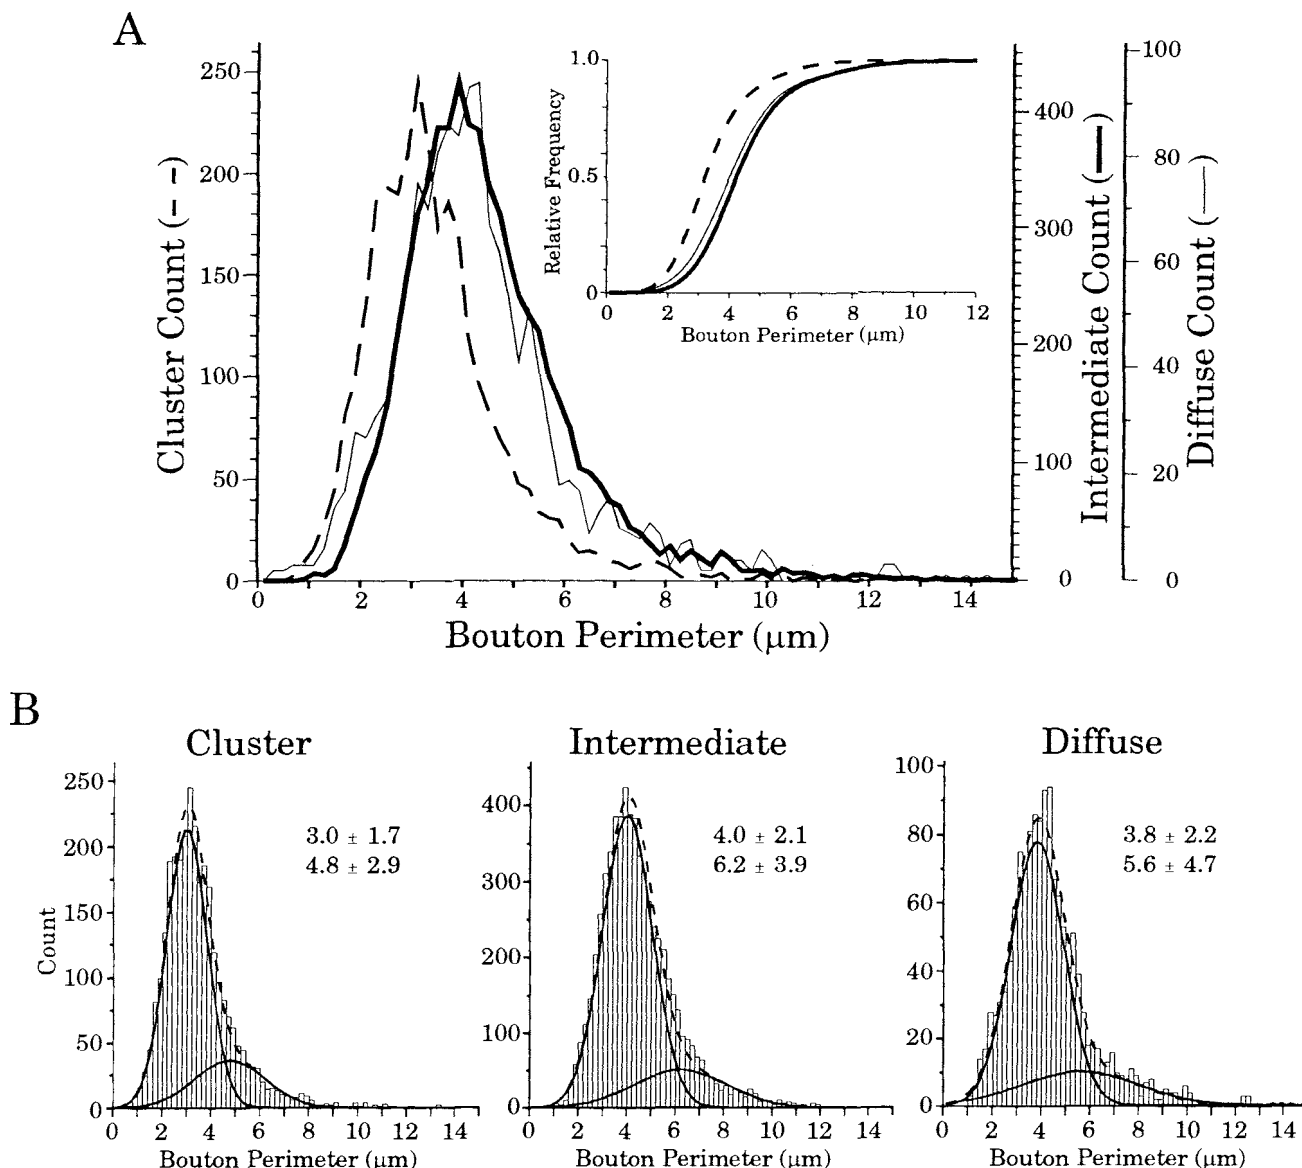 A
250
200
150
100
50
0
Cluster Count (– –)
0 2 4 6 8 10 12 14
Bouton Perimeter (µm)
1.0
0.5
0
Relative Frequency
0 2 4 6 8 10 12
Bouton Perimeter (µm)
400
300
200
100
0
Intermediate Count (—)
100
80
60
40
20
0
Diffuse Count (—)
B
Cluster
250
200
150
100
50
0
Count
3.0 ± 1.7
4.8 ± 2.9
0 2 4 6 8 10 12 14
Bouton Perimeter (µm)
Intermediate
400
300
200
100
0
4.0 ± 2.1
6.2 ± 3.9
0 2 4 6 8 10 12 14
Bouton Perimeter (µm)
Diffuse
100
80
60
40
20
0
3.8 ± 2.2
5.6 ± 4.7
0 2 4 6 8 10 12 14
Bouton Perimeter (µm)